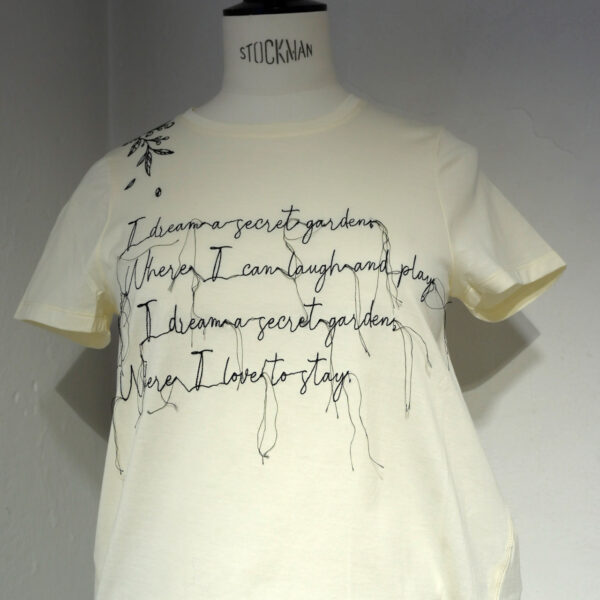 STOCKMAN
I dream a secret garden,
Where I can laugh and play,
I dream a secret garden,
Where I love to stay.